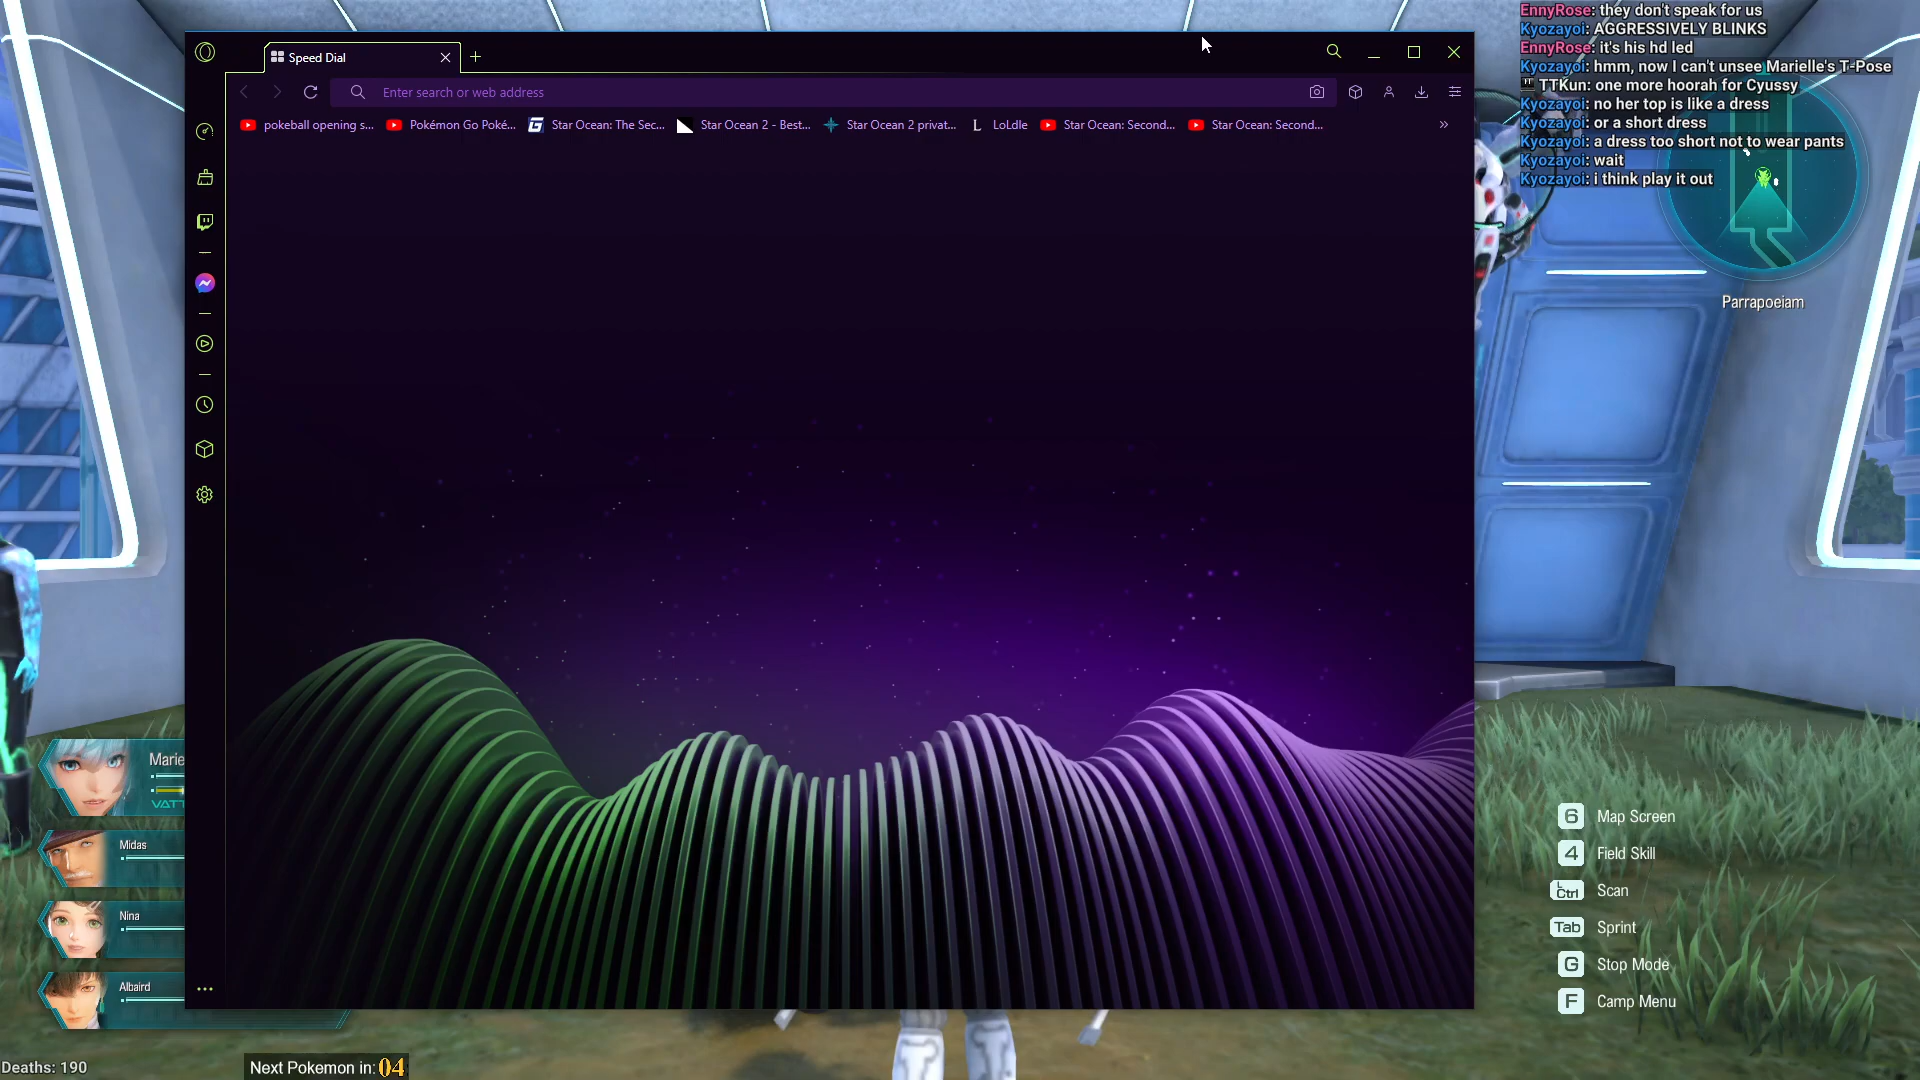 EnnyRose: they don't speak for us
Kyozayoi: AGGRESSIVELY BLINKS
EnnyRose: it's his hd led
Kyozayoi: hmm, now I can't unsee Marielle's T-Pose
TTKun: one more hoorah for Cyussy
Kyozayoi: no her top is like a dress
Kyozayoi: or a short dress
Kyozayoi: a dress too short not to wear pants
Kyozayoi: wait
Kyozayoi: i think play it out
Speed Dial
Enter search or web address
pokeball opening s...
Pokémon Go Poké...
Star Ocean: The Sec...
Star Ocean 2 - Best...
Star Ocean 2 privat...
L LoLdle
Star Ocean: Second...
Star Ocean: Second...
Parrapoeiam
Marie
VATT
Midas
Nina
Albaird
6 Map Screen
4 Field Skill
L Ctrl Scan
Tab Sprint
G Stop Mode
F Camp Menu
Deaths: 190
Next Pokemon in: 04